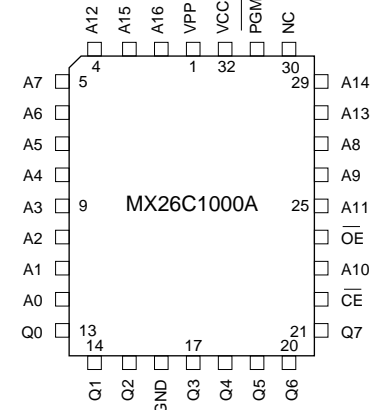 A12 A15 A16 VPP VCC PGM NC
4 1 32 30
A7 5 29 A14
A6 A13
A5 A8
A4 A9
A3 9 MX26C1000A 25 A11
A2 OE
A1 A10
A0 CE
Q0 13 21 Q7
14 17 20
Q1 Q2 GND Q3 Q4 Q5 Q6